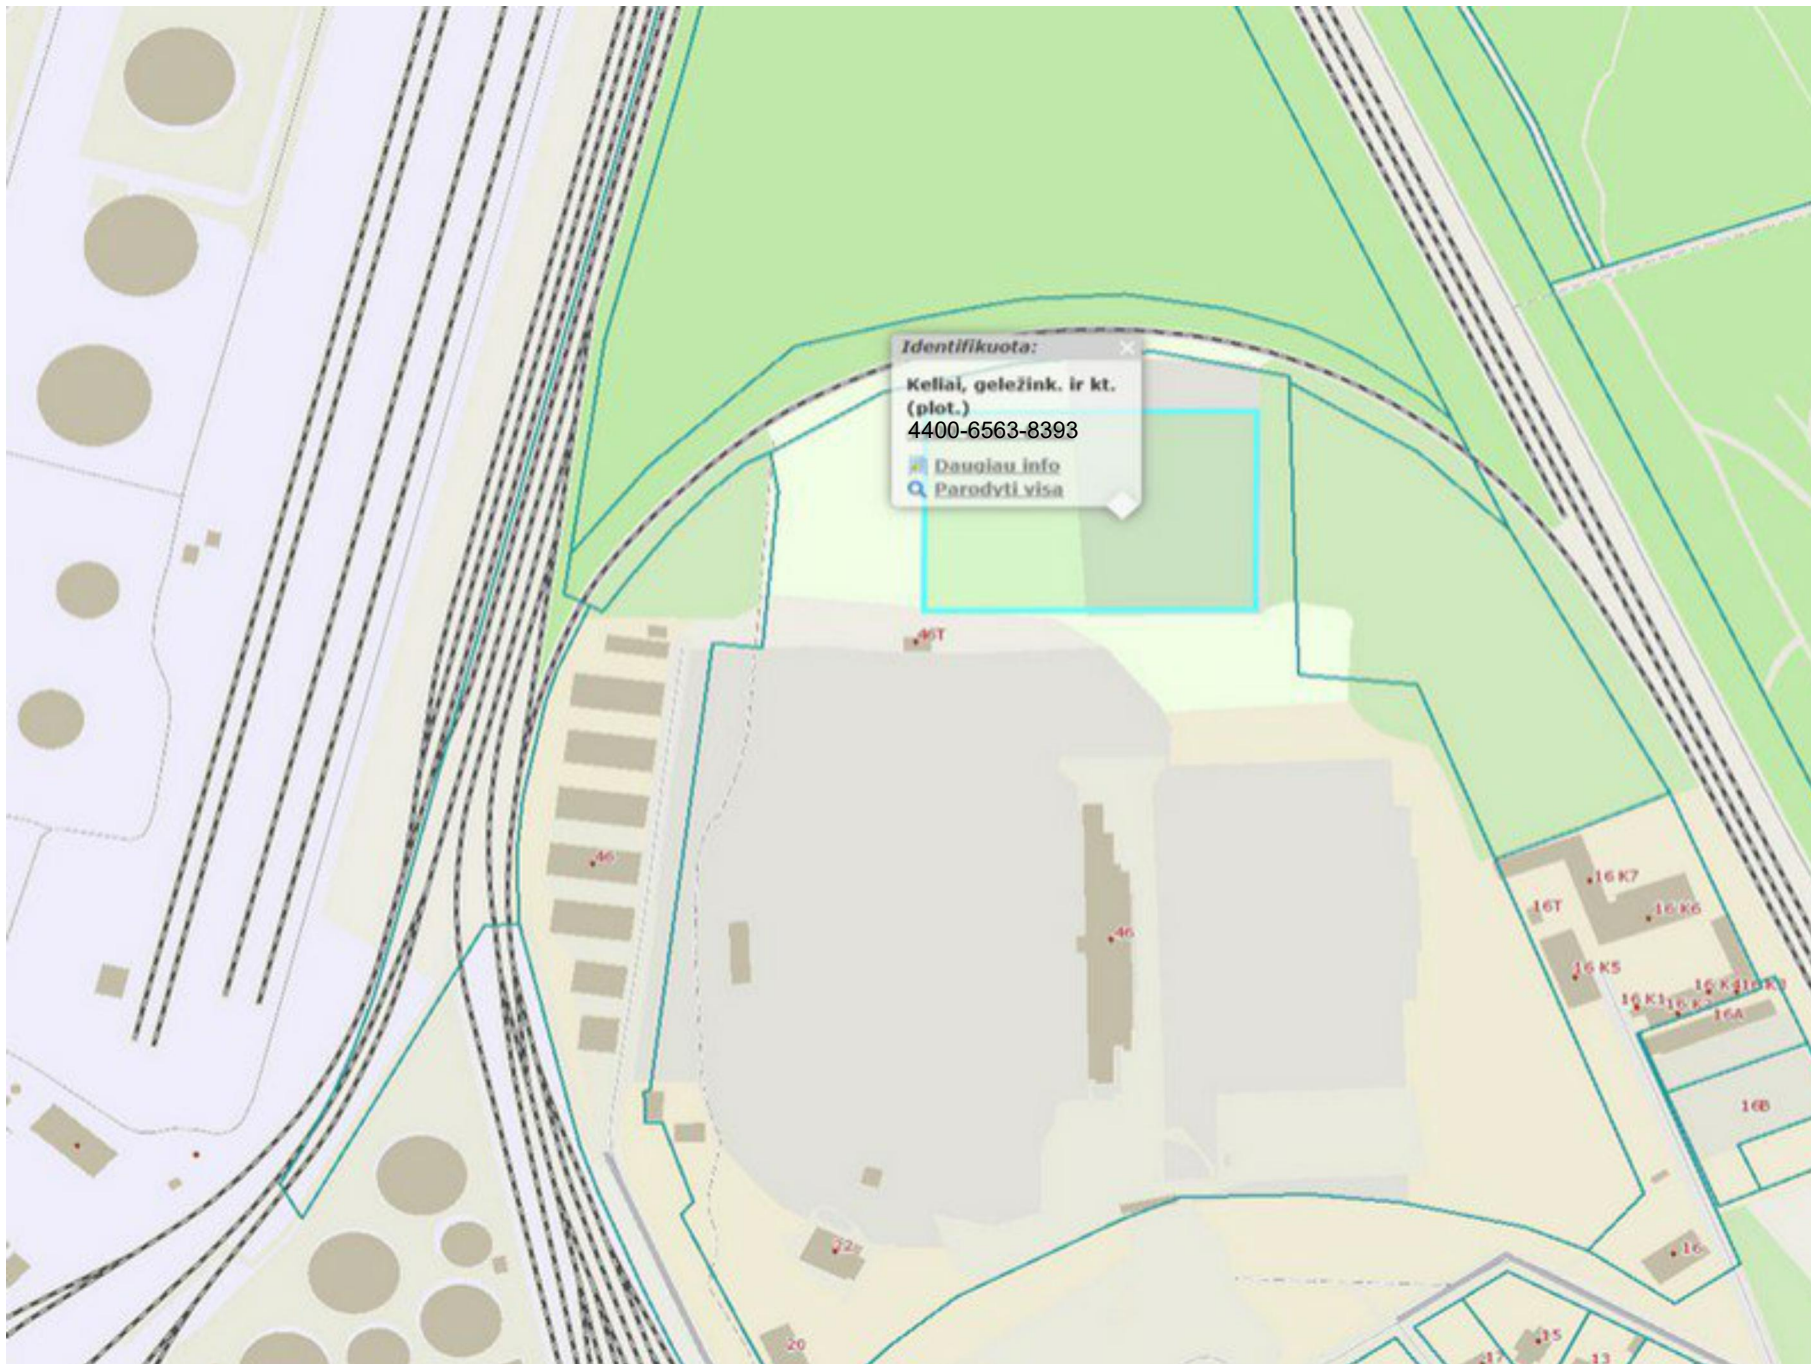 Identifikuota:
Keliai, geležink. ir kt.
(plot.)
4400-6563-8393
Daugiau info
Parodyti visa
46T
46
16 K7
16T
16 K6
46
16 K5
16 K1
16A
16B
22
16
20
15
13